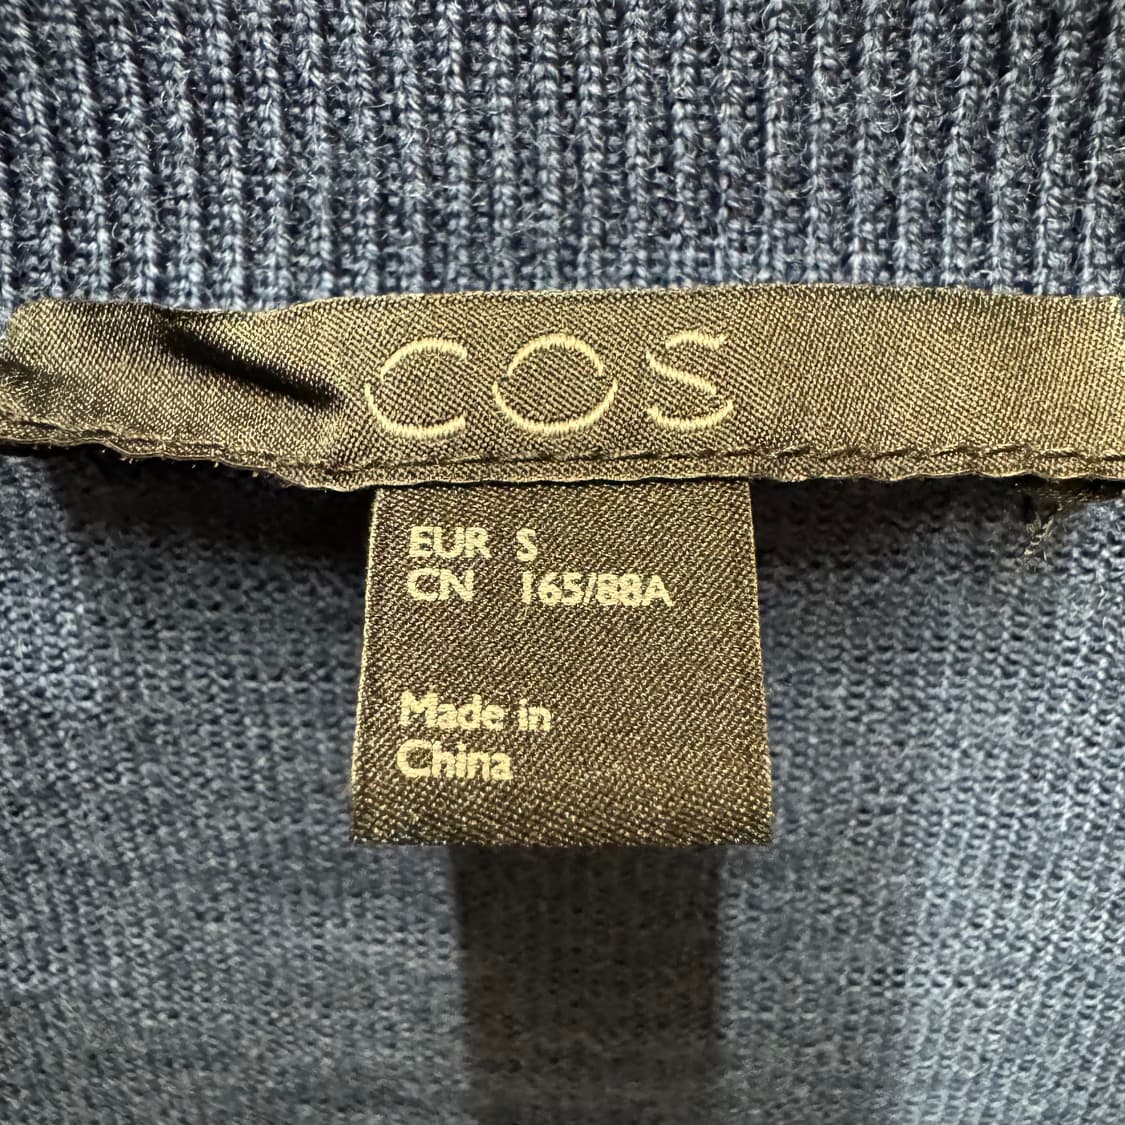 COS
EUR S
CN 165/88A
Made in
China